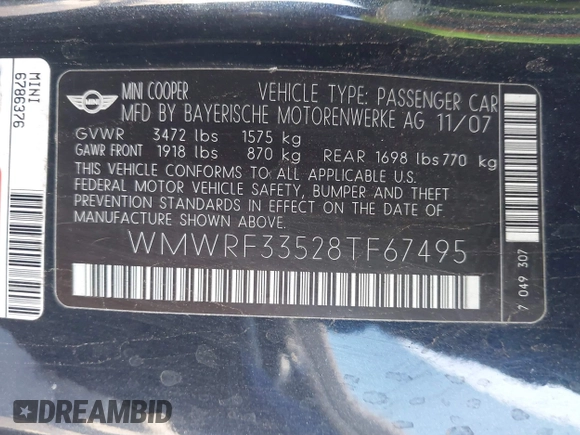 MINI
6786376
MINI
MINI COOPER
VEHICLE TYPE: PASSENGER CAR
MFD BY BAYERISCHE MOTORENWERKE AG 11/07
GVWR 3472 lbs 1575 kg
GAWR FRONT 1918 lbs 870 kg REAR 1698 lbs 770 kg
THIS VEHICLE CONFORMS TO ALL APPLICABLE U.S.
FEDERAL MOTOR VEHICLE SAFETY, BUMPER AND THEFT
PREVENTION STANDARDS IN EFFECT ON THE DATE OF
MANUFACTURE SHOWN ABOVE.
WMWRF33528TF67495
7 049 307
DREAMBID